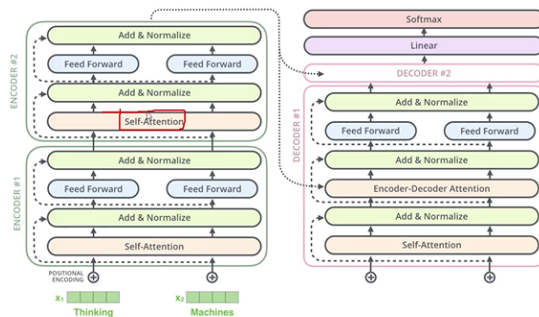 ENCODER #2
Add & Normalize
Feed Forward
Feed Forward
Add & Normalize
Self-Attention
ENCODER #1
Add & Normalize
Feed Forward
Feed Forward
Add & Normalize
Self-Attention
POSITIONAL
ENCODING
x1
x2
Thinking
Machines
Softmax
Linear
DECODER #2
DECODER #1
Add & Normalize
Feed Forward
Feed Forward
Add & Normalize
Encoder-Decoder Attention
Add & Normalize
Self-Attention